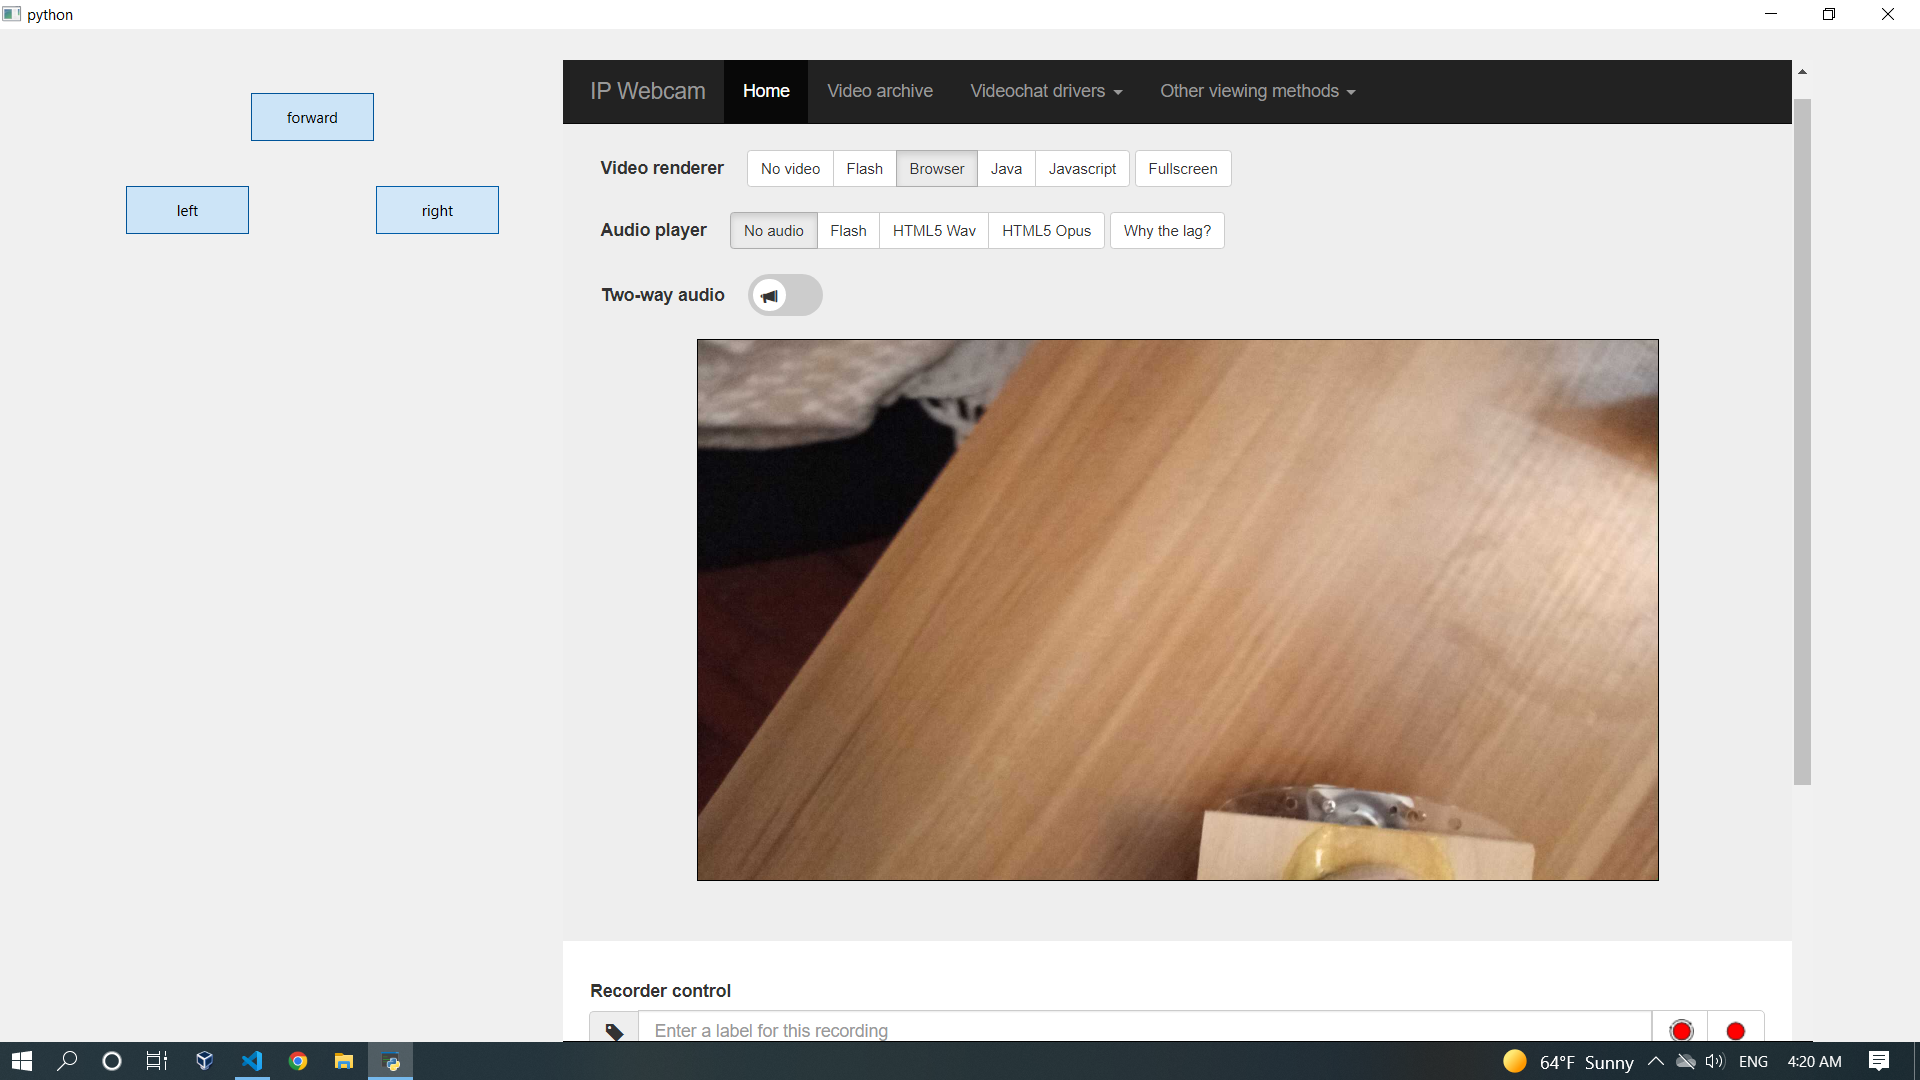 python
forward
left
right
IP Webcam Home Video archive Videochat drivers Other viewing methods
Video renderer No video Flash Browser Java Javascript Fullscreen
Audio player No audio Flash HTML5 Wav HTML5 Opus Why the lag?
Two-way audio
Recorder control
Enter a label for this recording
64°F Sunny ENG 4:20 AM